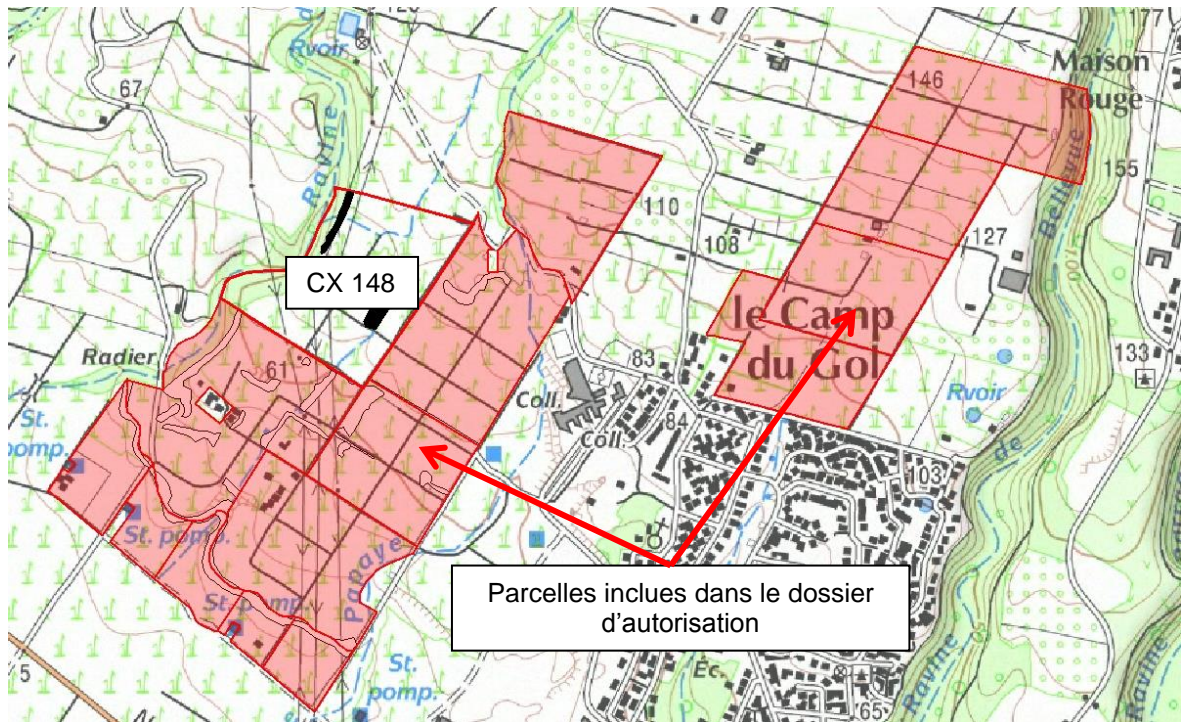 Rvoir
177
67
146
Maison
Rouge
Ravine
155
110
Bellevue
108
127
CX 148
le Camp
du Gol
Radier
61
83
133
Coll.
Rvoir
St.
pomp.
Coll.
84
103
de
St. pomp.
Papaye
St. pomp.
Parcelles inclues dans le dossier
d'autorisation
St.
pomp.
Ec.
Ravine
Ravine
5
65